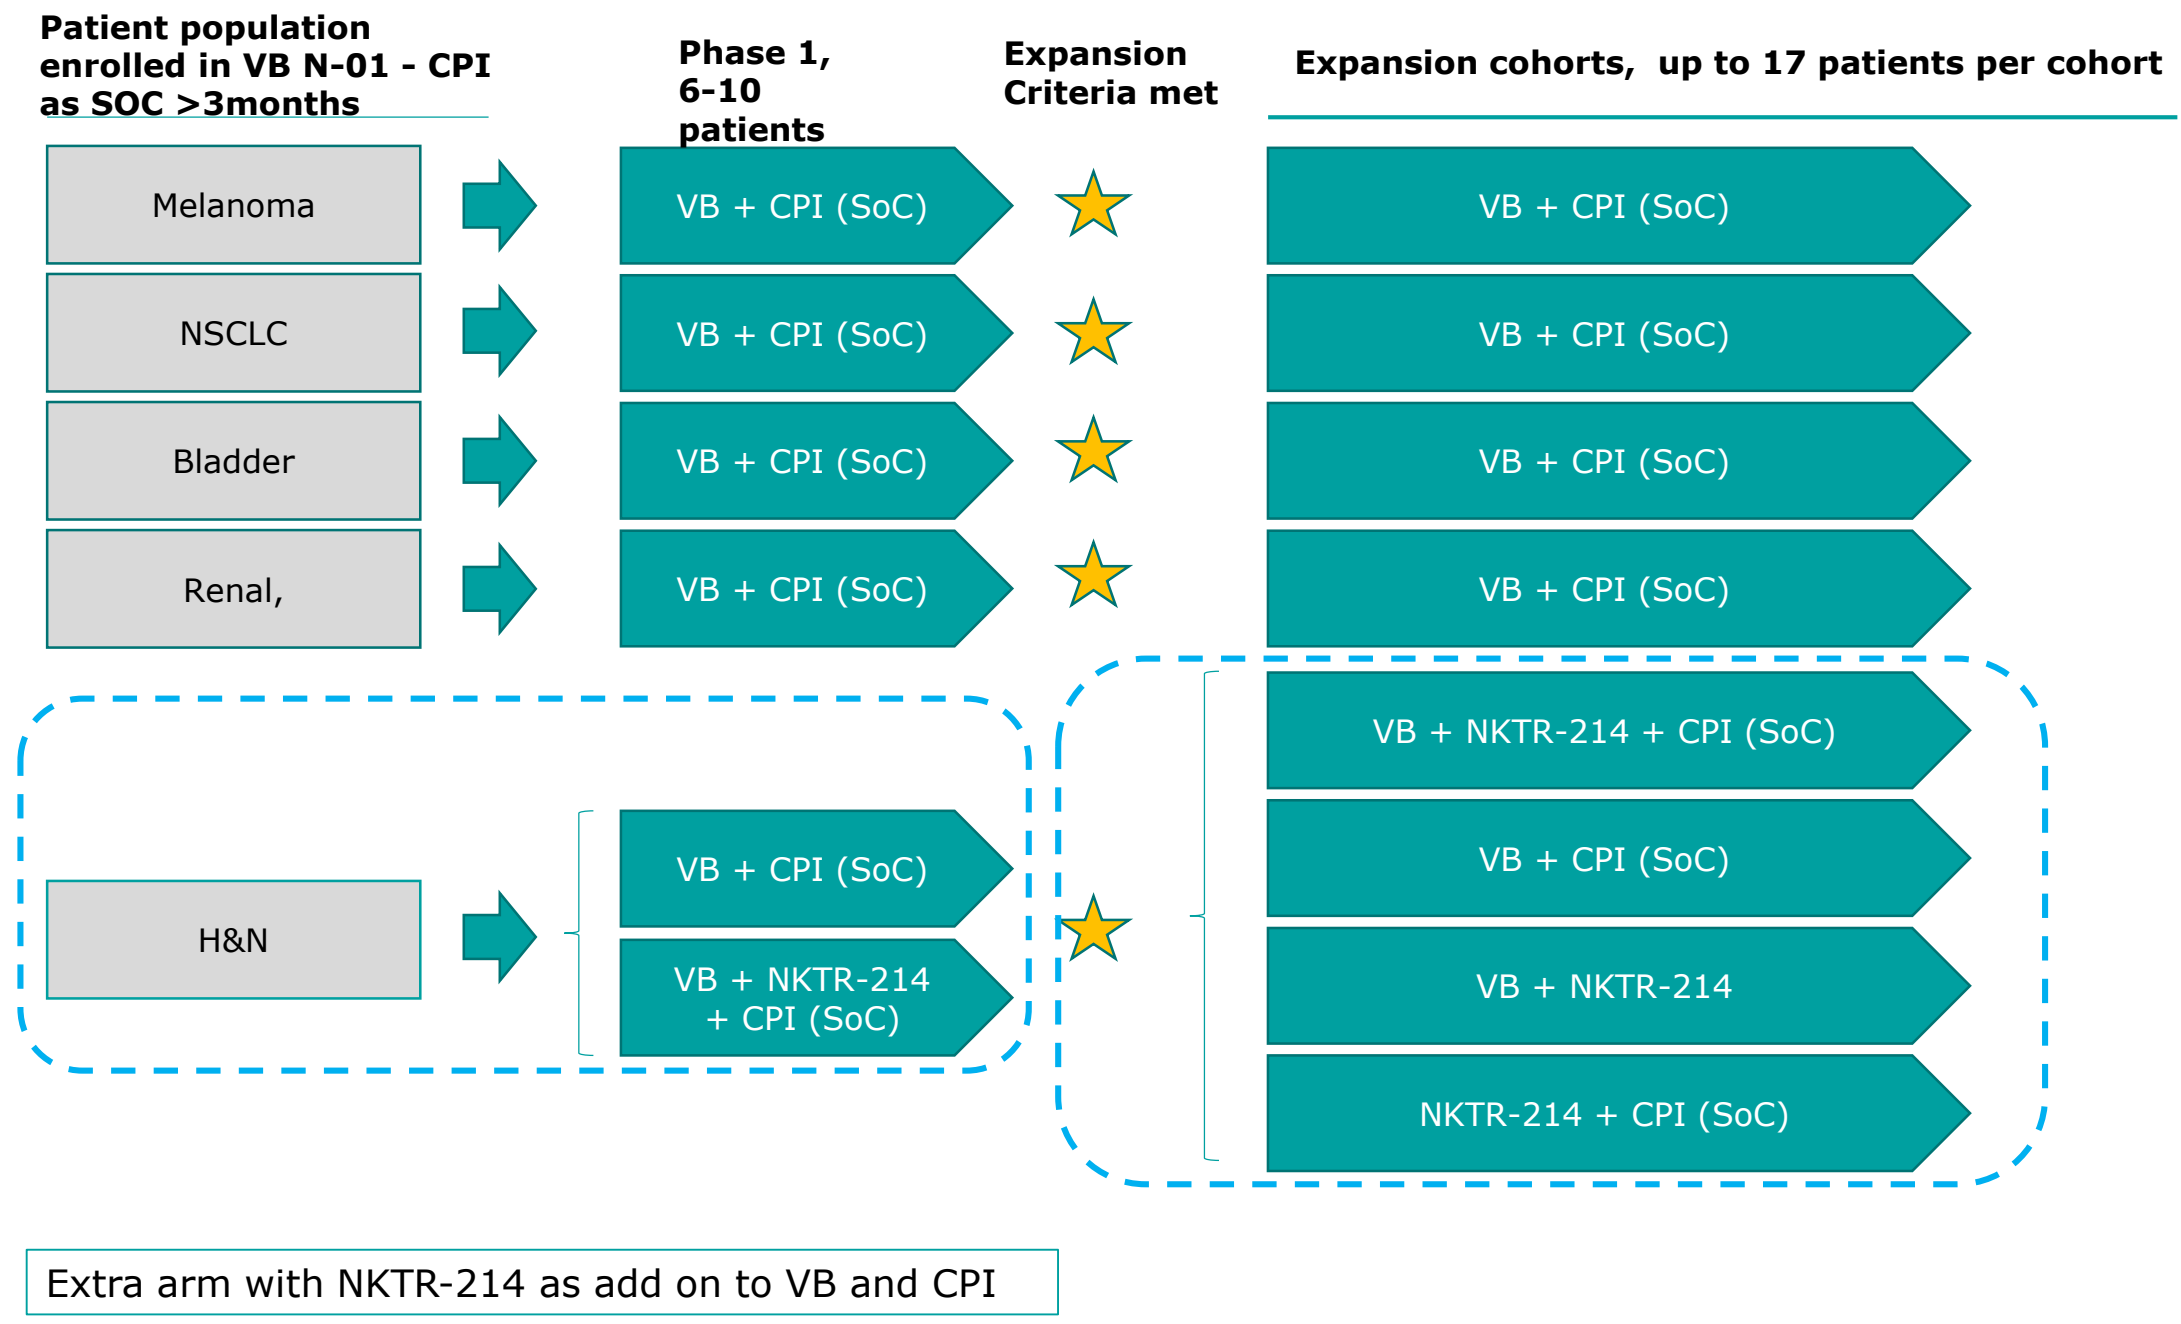 Patient population
enrolled in VB N-01 - CPI
as SOC >3months
Phase 1,
6-10
patients
Expansion
Criteria met
Expansion cohorts,  up to 17 patients per cohort
Melanoma
VB + CPI (SoC)
VB + CPI (SoC)
NSCLC
VB + CPI (SoC)
VB + CPI (SoC)
Bladder
VB + CPI (SoC)
VB + CPI (SoC)
Renal,
VB + CPI (SoC)
VB + CPI (SoC)
H&N
VB + CPI (SoC)
VB + NKTR-214
+ CPI (SoC)
VB + NKTR-214 + CPI (SoC)
VB + CPI (SoC)
VB + NKTR-214
NKTR-214 + CPI (SoC)
Extra arm with NKTR-214 as add on to VB and CPI